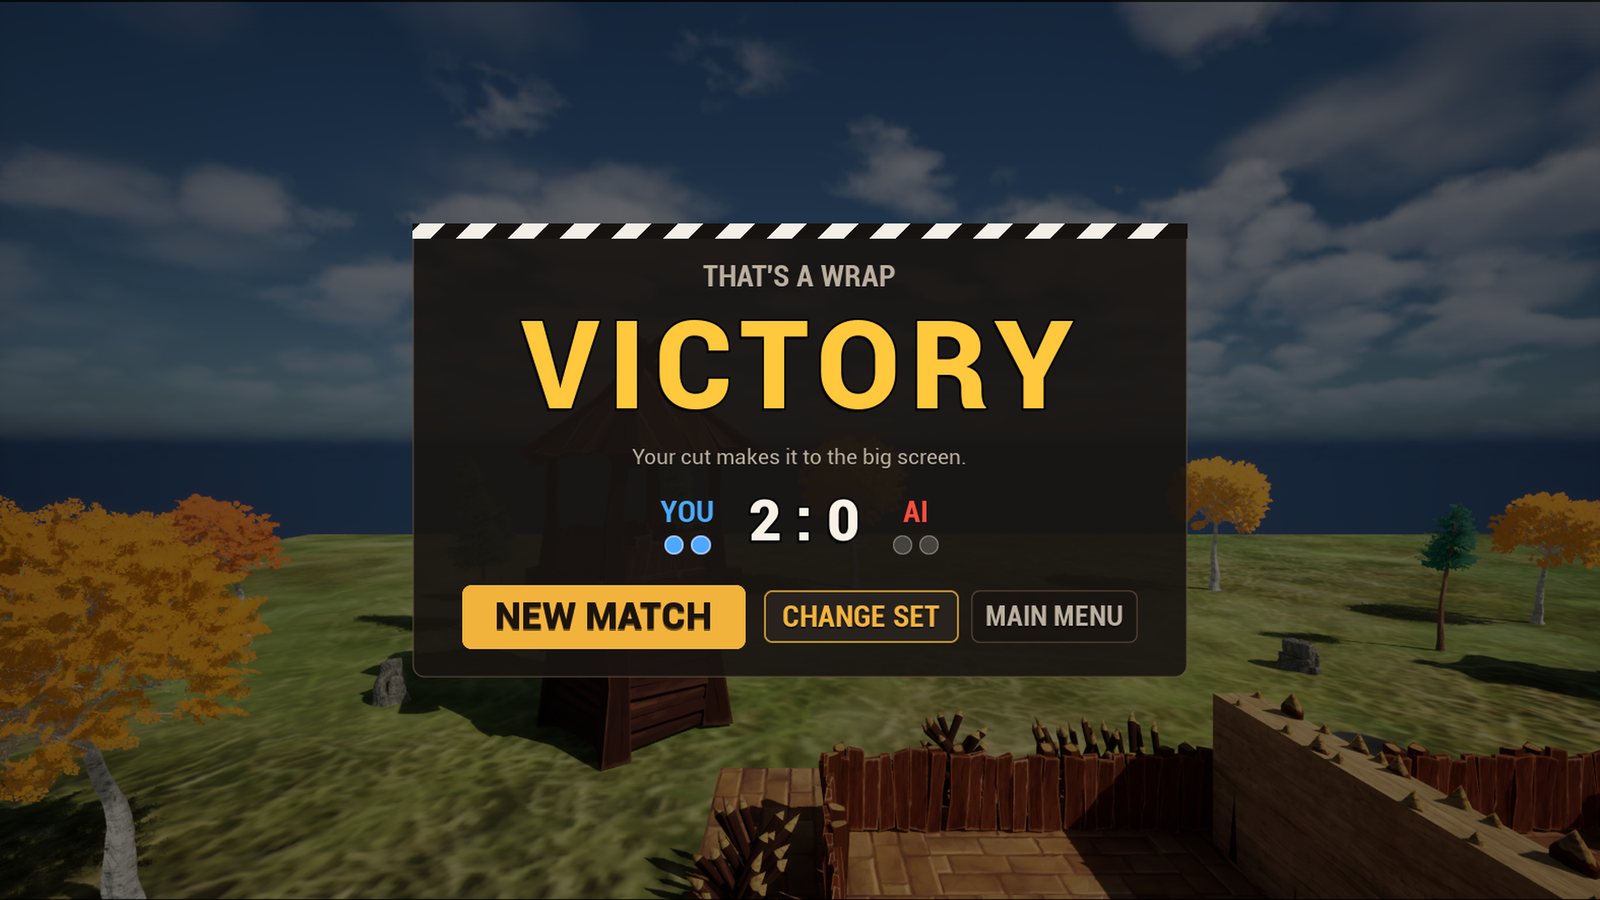 THAT'S A WRAP
VICTORY
Your cut makes it to the big screen.
YOU 2 : 0 AI
NEW MATCH CHANGE SET MAIN MENU